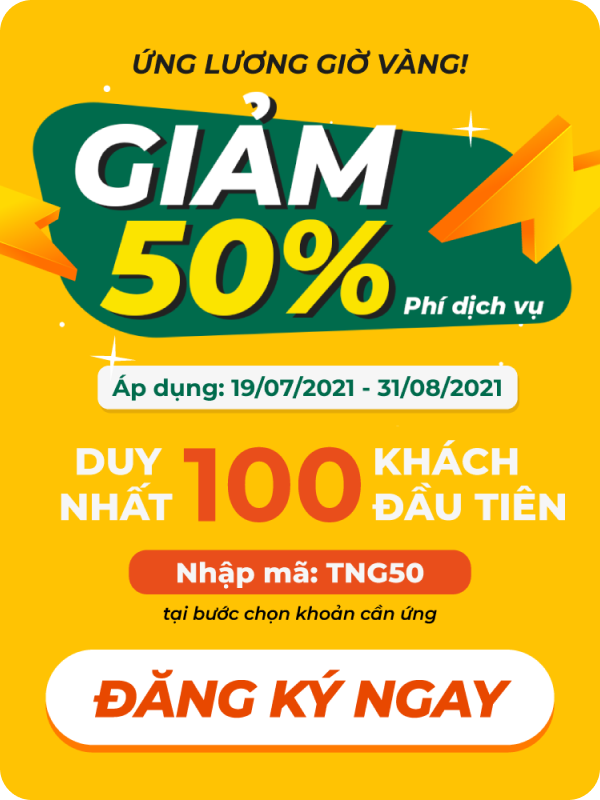 ỨNG LƯƠNG GIỜ VÀNG!
GIẢM
50%
Phí dịch vụ
Áp dụng: 19/07/2021 - 31/08/2021
DUY NHẤT 100 KHÁCH ĐẦU TIÊN
Nhập mã: TNG50
tại bước chọn khoản cần ứng
ĐĂNG KÝ NGAY